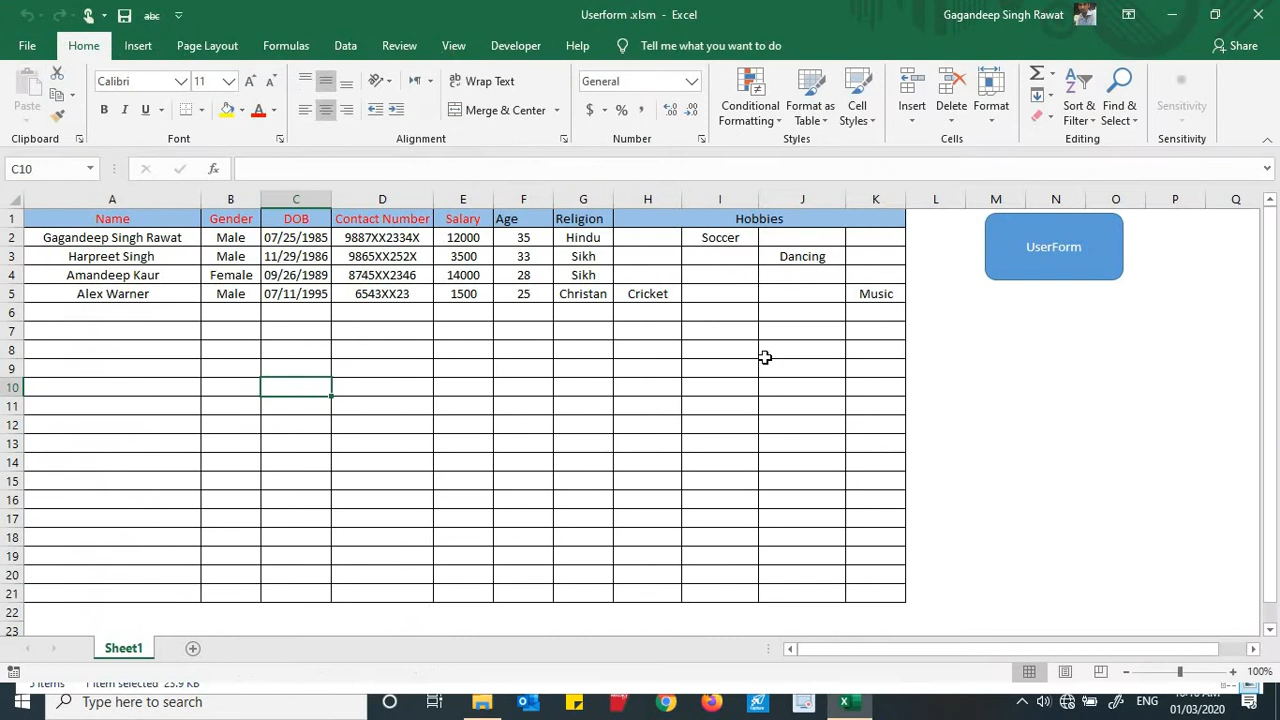 Userform .xlsm - Excel
Gagandeep Singh Rawat
File Home Insert Page Layout Formulas Data Review View Developer Help Tell me what you want to do Share
Paste
Calibri 11
B I U
Wrap Text
Merge & Center
General
Conditional Formatting
Format as Table
Cell Styles
Insert Delete Format
Sort & Filter
Find & Select
Sensitivity
Clipboard Font Alignment Number Styles Cells Editing Sensitivity
C10 fx
A B C D E F G H I J K L M N O P Q
1 Name Gender DOB Contact Number Salary Age Religion Hobbies
2 Gagandeep Singh Rawat Male 07/25/1985 9887XX2334X 12000 35 Hindu Soccer
UserForm
3 Harpreet Singh Male 11/29/1986 9865XX252X 3500 33 Sikh Dancing
4 Amandeep Kaur Female 09/26/1989 8745XX2346 14000 28 Sikh
5 Alex Warner Male 07/11/1995 6543XX23 1500 25 Christan Cricket Music
6
7
8
9
10
11
12
13
14
15
16
17
18
19
20
21
22
23
Sheet1
100%
1 item selected 23.9 KB
Type here to search
ENG
01/03/2020